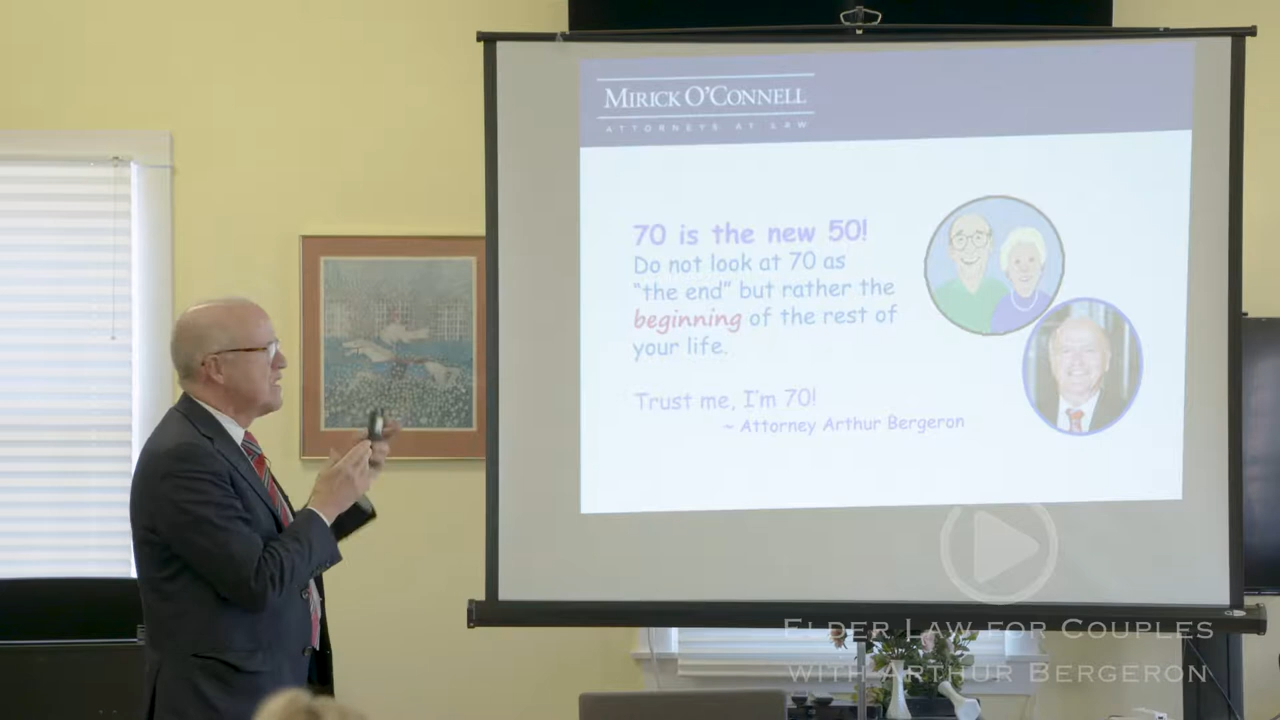 MIRICK O'CONNELL
ATTORNEYS AT LAW
70 is the new 50!
Do not look at 70 as
“the end” but rather the
beginning of the rest of
your life.
Trust me, I'm 70!
~ Attorney Arthur Bergeron
ELDER LAW FOR COUPLES
WITH ARTHUR BERGERON